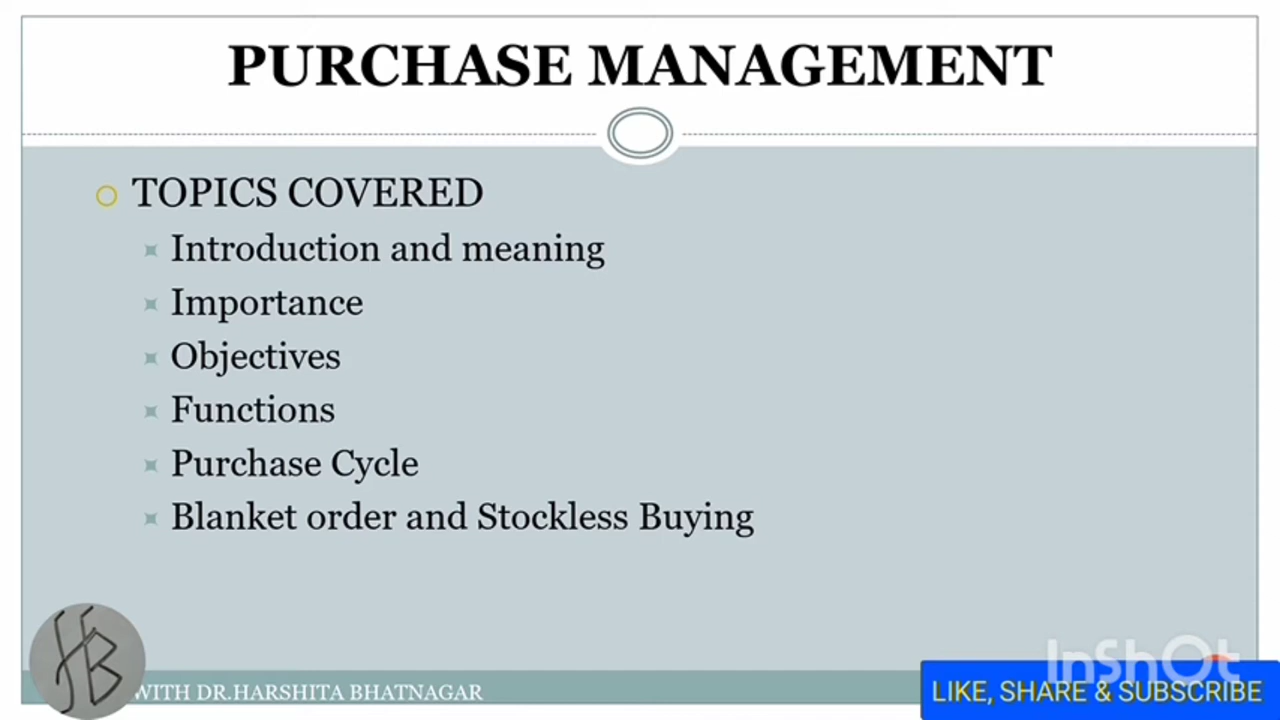 PURCHASE MANAGEMENT
TOPICS COVERED
Introduction and meaning
Importance
Objectives
Functions
Purchase Cycle
Blanket order and Stockless Buying
HB
WITH DR.HARSHITA BHATNAGAR
InShOt
LIKE, SHARE & SUBSCRIBE